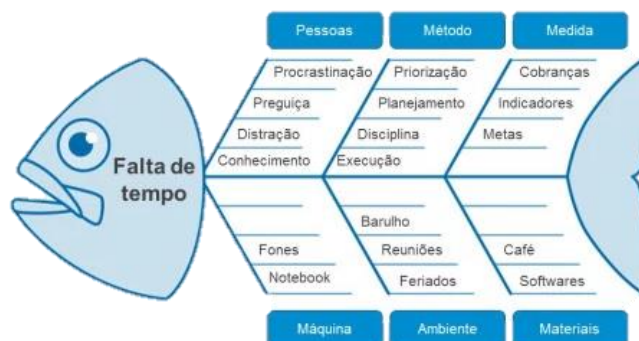 Pessoas
Método
Medida
Procrastinação
Priorização
Cobranças
Preguiça
Planejamento
Indicadores
Distração
Disciplina
Metas
Conhecimento
Execução
Falta de
tempo
Barulho
Fones
Reuniões
Café
Notebook
Feriados
Softwares
Máquina
Ambiente
Materiais